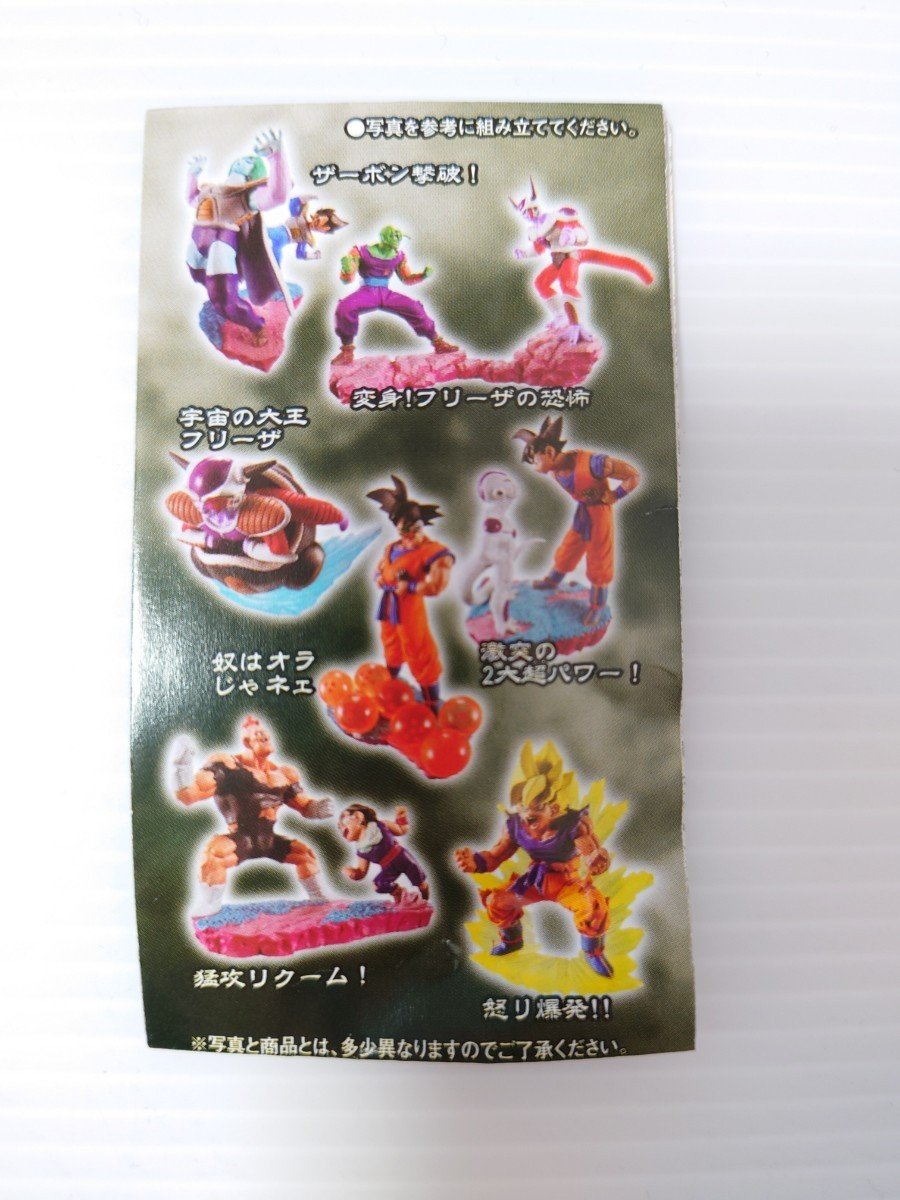 ●写真を参考に組み立ててください。
ザーボン撃破！
変身！フリーザの恐怖
宇宙の大王
フリーザ
奴はオラ
じゃネエ
激突の
2大超パワー！
猛攻リクーム！
怒り爆発!!
※写真と商品とは、多少異なりますのでご了承ください。